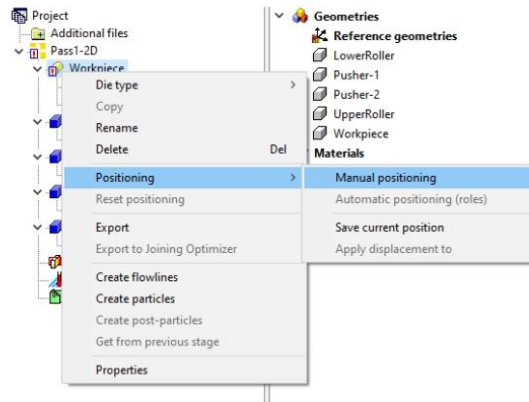 Project
Additional files
Pass1-2D
Workpiece
Die type
Copy
Rename
Delete Del
Positioning
Reset positioning
Export
Export to Joining Optimizer
Create flowlines
Create particles
Create post-particles
Get from previous stage
Properties
Geometries
Reference geometries
LowerRoller
Pusher-1
Pusher-2
UpperRoller
Workpiece
Materials
Manual positioning
Automatic positioning (roles)
Save current position
Apply displacement to